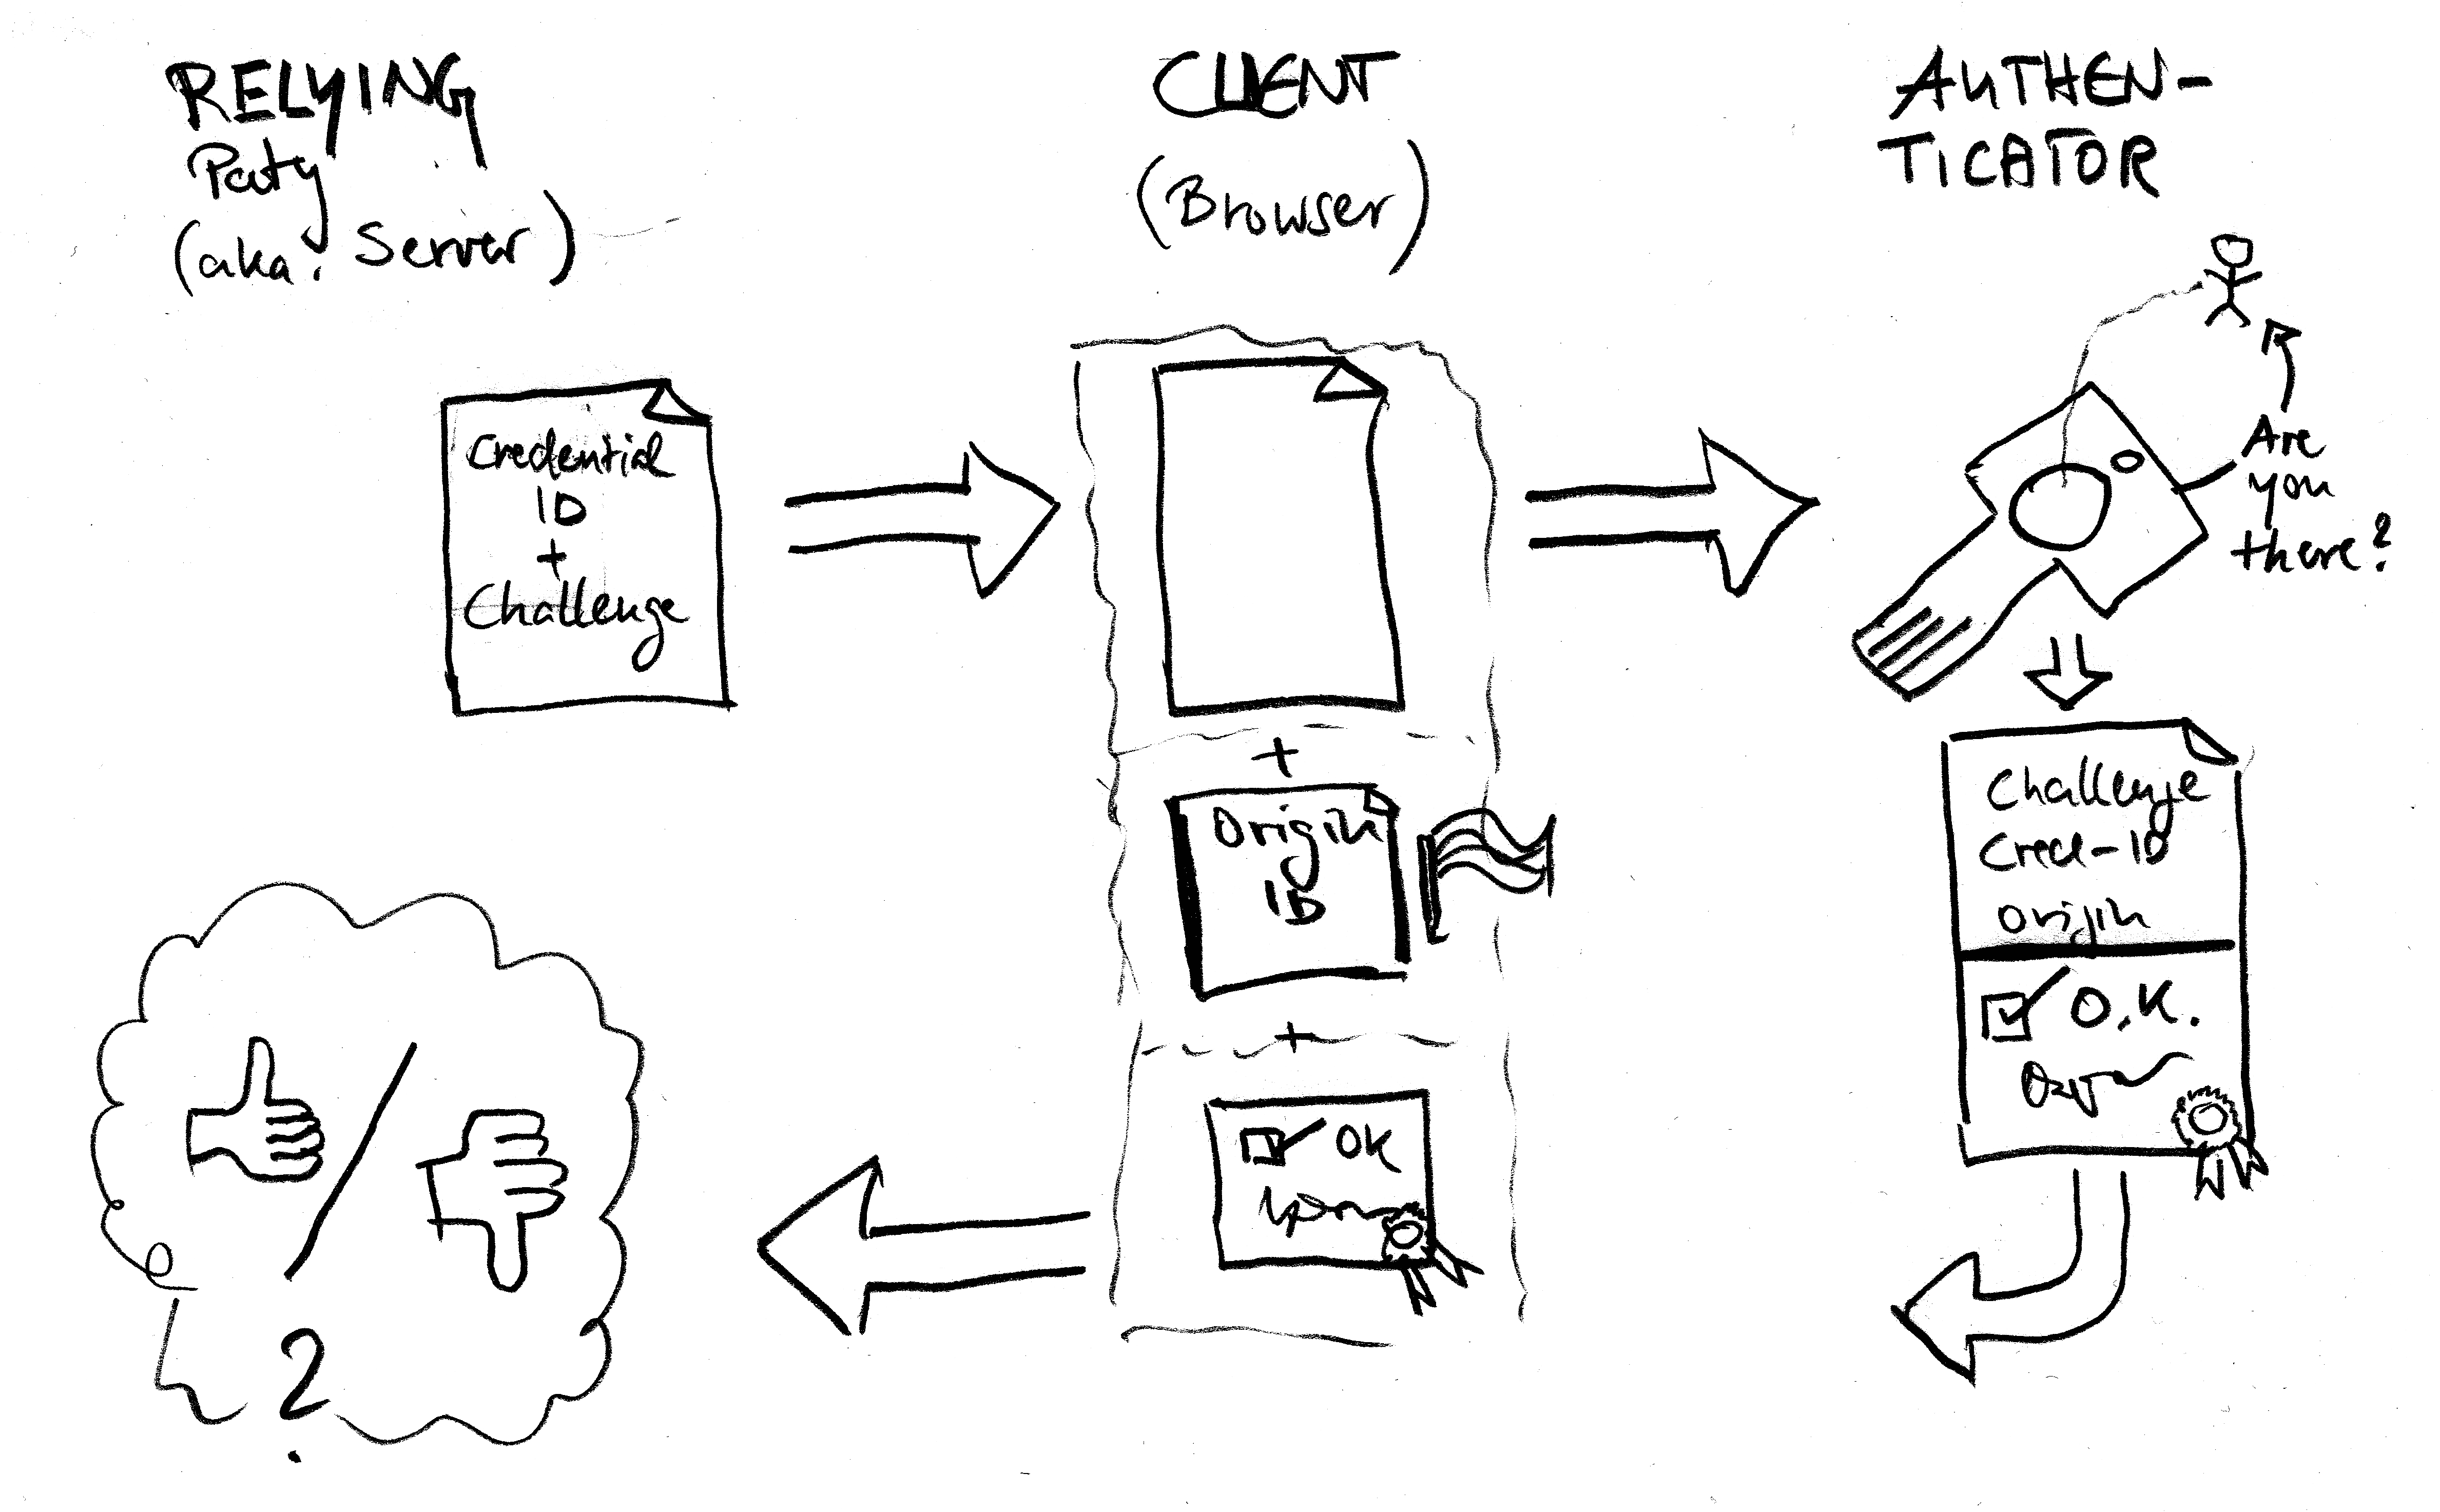 RELYING
Party
(aka. Server)
CLIENT
(Browser)
AUTHEN-
TICATOR
Credential
ID
+
Challenge
+
Origin
ID
+
OK
Are
you
there?
Challenge
Cred-ID
Origin
O.K.
?